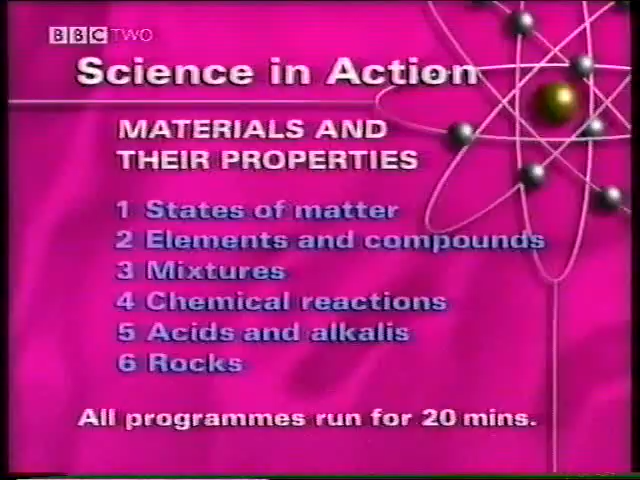 BBC TWO
Science in Action
MATERIALS AND
THEIR PROPERTIES
1 States of matter
2 Elements and compounds
3 Mixtures
4 Chemical reactions
5 Acids and alkalis
6 Rocks
All programmes run for 20 mins.